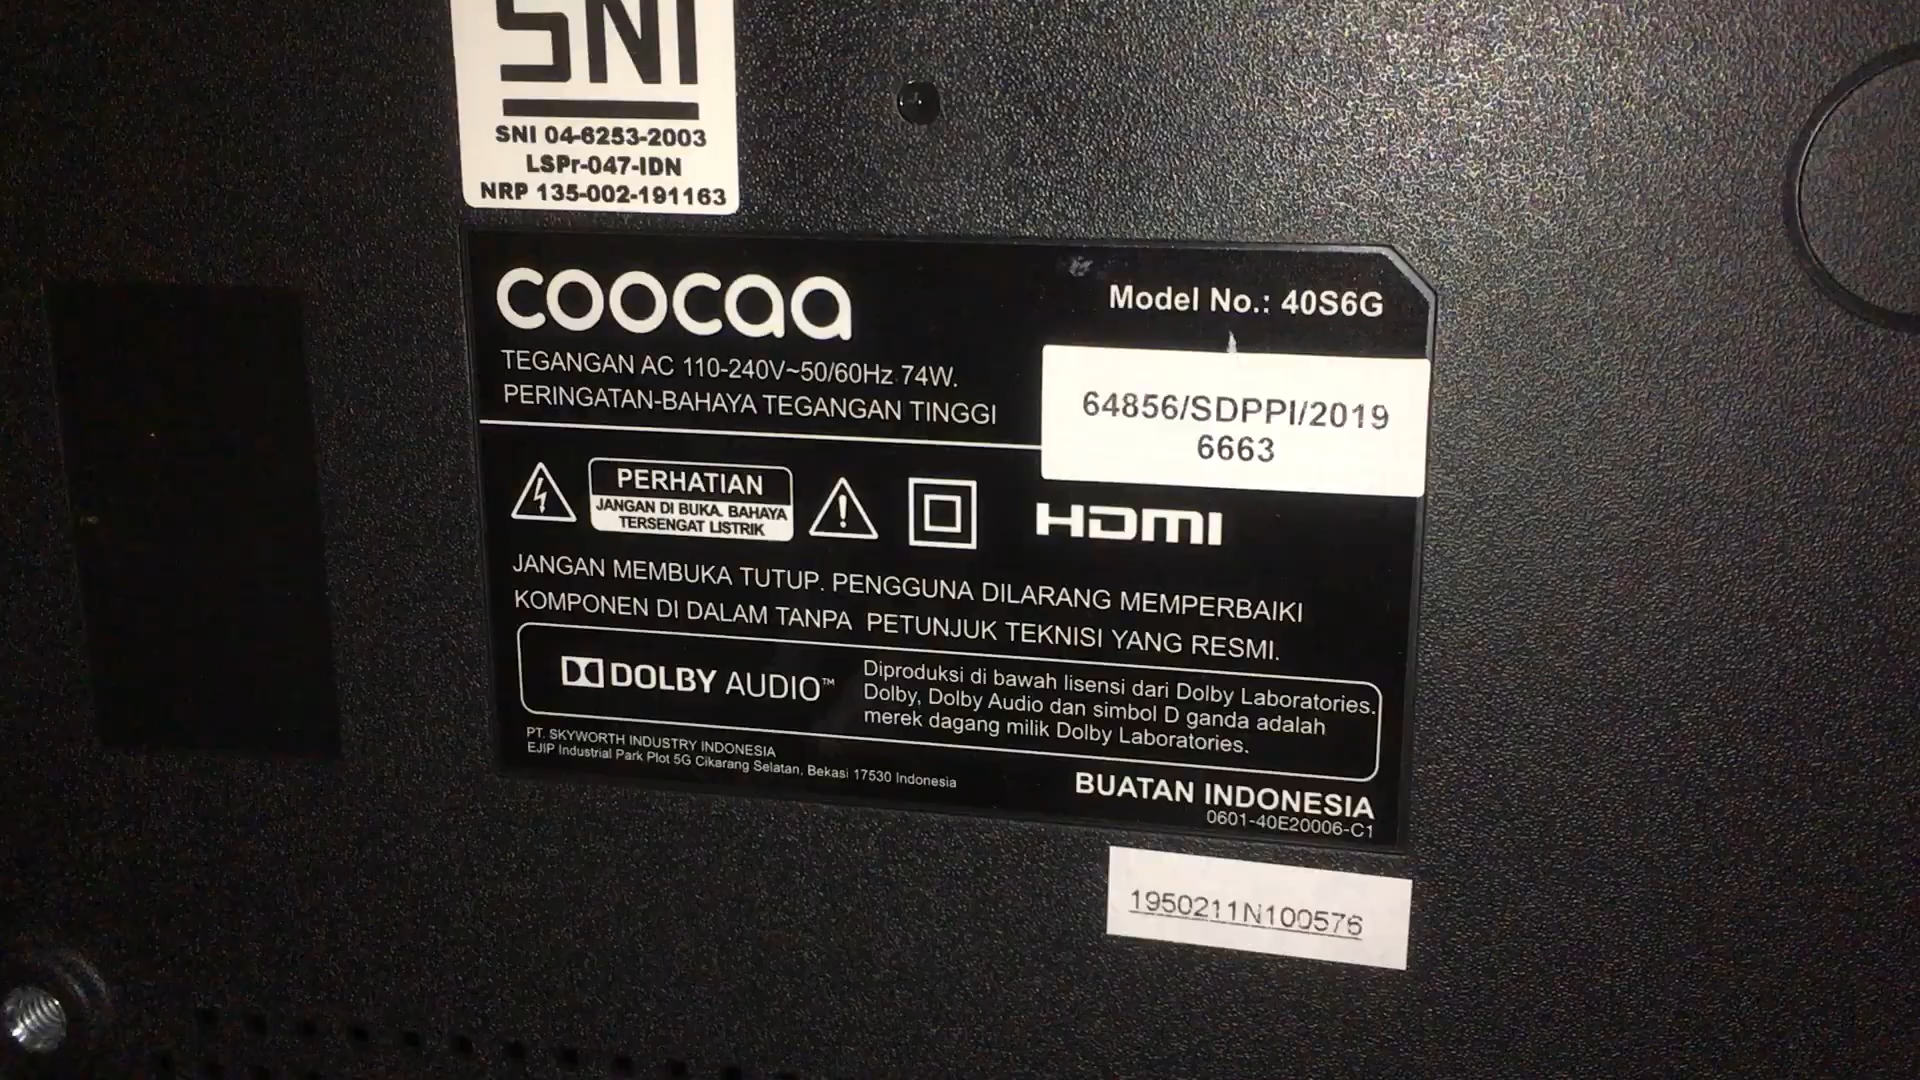 SNI
SNI 04-6253-2003
LSPr-047-IDN
NRP 135-002-191163
coocaa
Model No.: 40S6G
TEGANGAN AC 110-240V~50/60Hz 74W.
PERINGATAN-BAHAYA TEGANGAN TINGGI
64856/SDPPI/2019
6663
PERHATIAN
JANGAN DI BUKA. BAHAYA
TERSENGAT LISTRIK
HDMI
JANGAN MEMBUKA TUTUP. PENGGUNA DILARANG MEMPERBAIKI
KOMPONEN DI DALAM TANPA PETUNJUK TEKNISI YANG RESMI.
DOLBY AUDIO™
Diproduksi di bawah lisensi dari Dolby Laboratories.
Dolby, Dolby Audio dan simbol D ganda adalah
merek dagang milik Dolby Laboratories.
PT. SKYWORTH INDUSTRY INDONESIA
EJIP Industrial Park Plot 5G Cikarang Selatan, Bekasi 17530 Indonesia
BUATAN INDONESIA
0601-40E20006-C1
1950211N100576